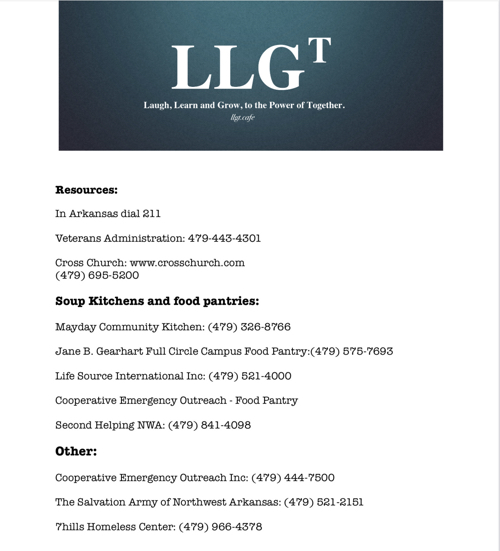 LLGᵀ
Laugh, Learn and Grow, to the Power of Together.
llgt.cafe
Resources:
In Arkansas dial 211
Veterans Administration: 479-443-4301
Cross Church: www.crosschurch.com
(479) 695-5200
Soup Kitchens and food pantries:
Mayday Community Kitchen: (479) 326-8766
Jane B. Gearhart Full Circle Campus Food Pantry:(479) 575-7693
Life Source International Inc: (479) 521-4000
Cooperative Emergency Outreach - Food Pantry
Second Helping NWA: (479) 841-4098
Other:
Cooperative Emergency Outreach Inc: (479) 444-7500
The Salvation Army of Northwest Arkansas: (479) 521-2151
7hills Homeless Center: (479) 966-4378